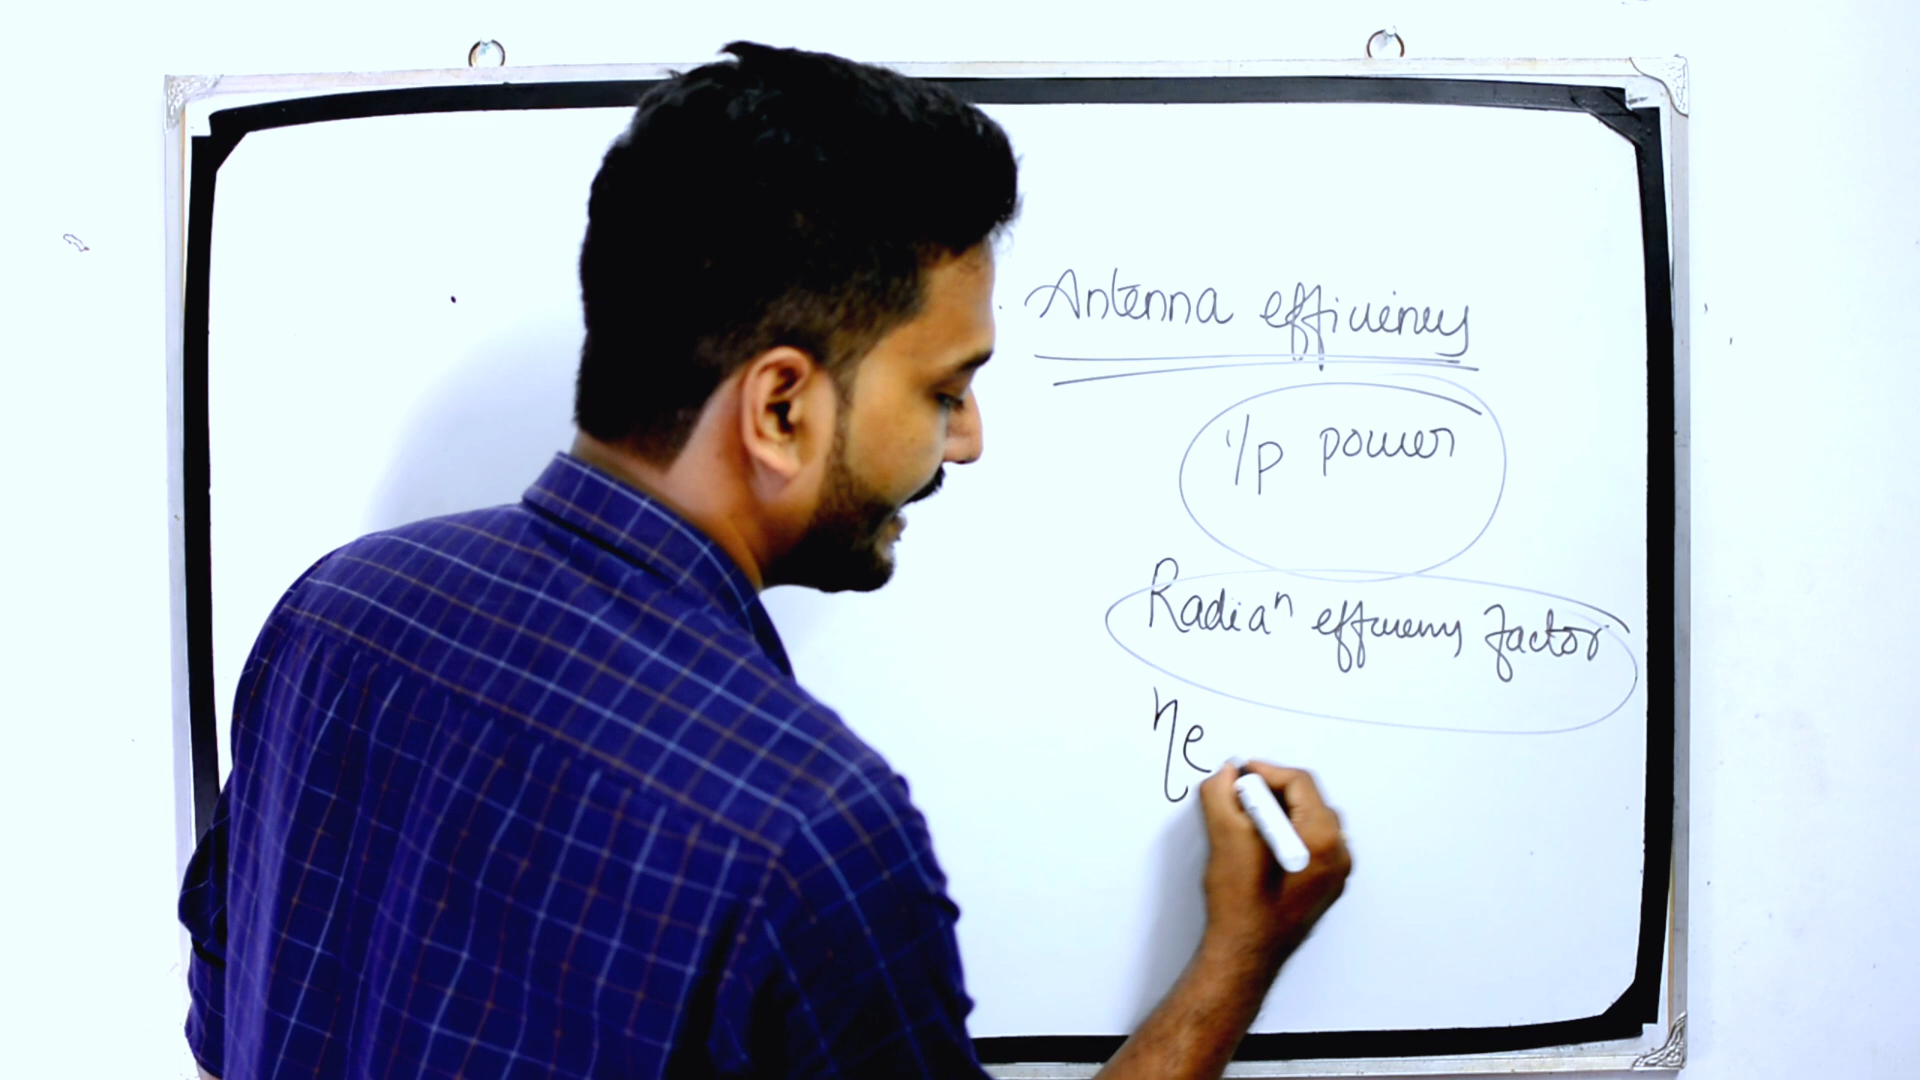 Antenna efficiency
i/p power
Radiaⁿ efficiency factor
ηe